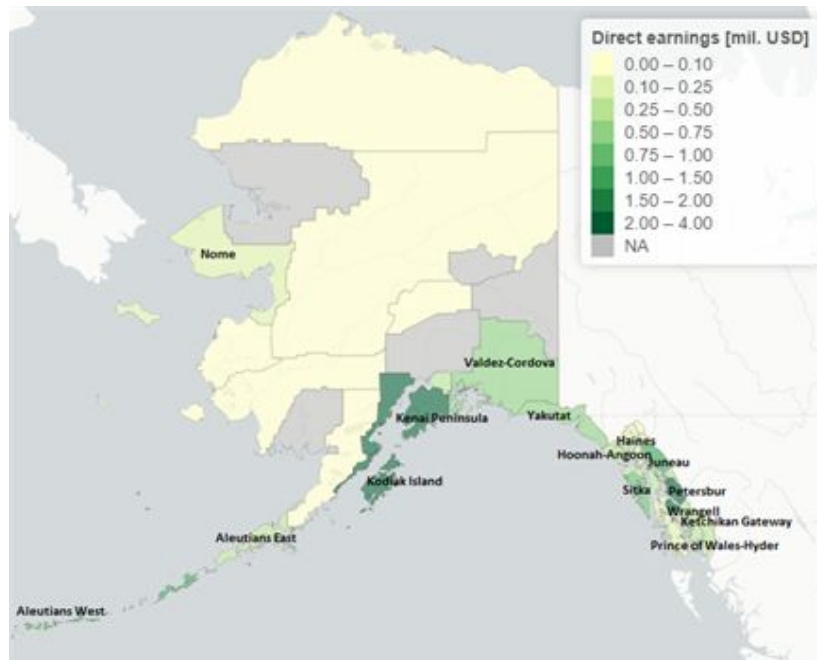 Direct earnings [mil. USD]
0.00 – 0.10
0.10 – 0.25
0.25 – 0.50
0.50 – 0.75
0.75 – 1.00
1.00 – 1.50
1.50 – 2.00
2.00 – 4.00
NA
Nome
Valdez-Cordova
Kenai Peninsula
Yakutat
Haines
Hoonah-Angoon
Juneau
Kodiak Island
Sitka
Petersbur
Wrangell
Ketchikan Gateway
Aleutians East
Prince of Wales-Hyder
Aleutians West